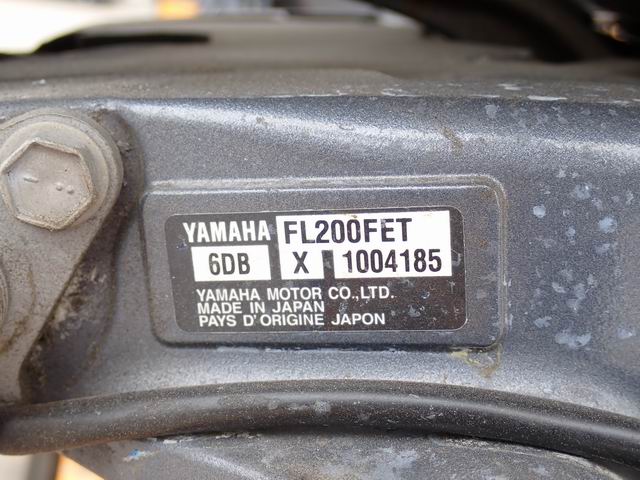 YAMAHA FL200FET
6DB X 1004185
YAMAHA MOTOR CO.,LTD.
MADE IN JAPAN
PAYS D'ORIGINE JAPON